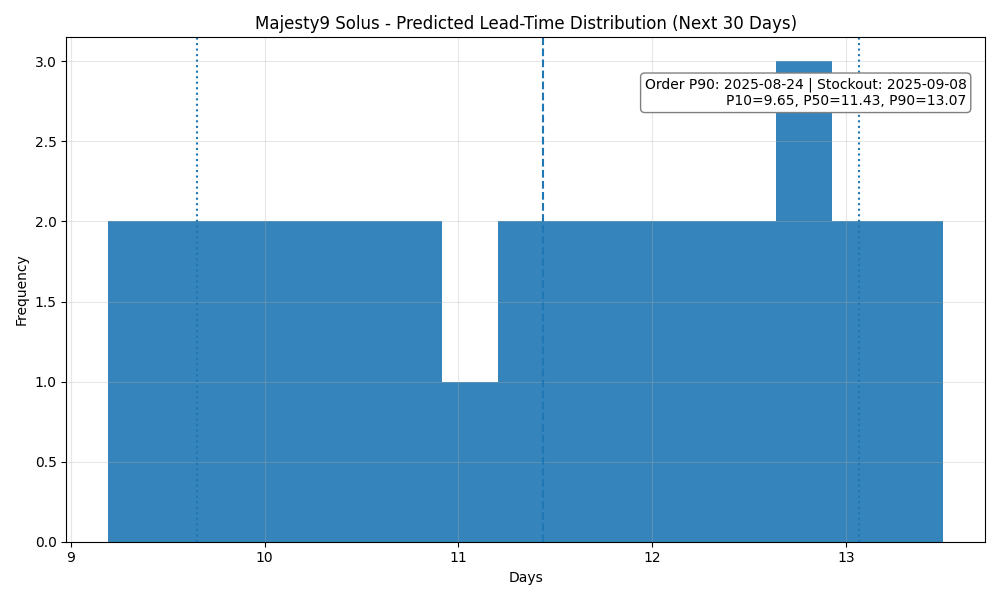 Majesty9 Solus - Predicted Lead-Time Distribution (Next 30 Days)
3.0
Order P90: 2025-08-24 | Stockout: 2025-09-08
P10=9.65, P50=11.43, P90=13.07
2.5
2.0
1.5
1.0
0.5
0.0
Frequency
9
10
11
12
13
Days